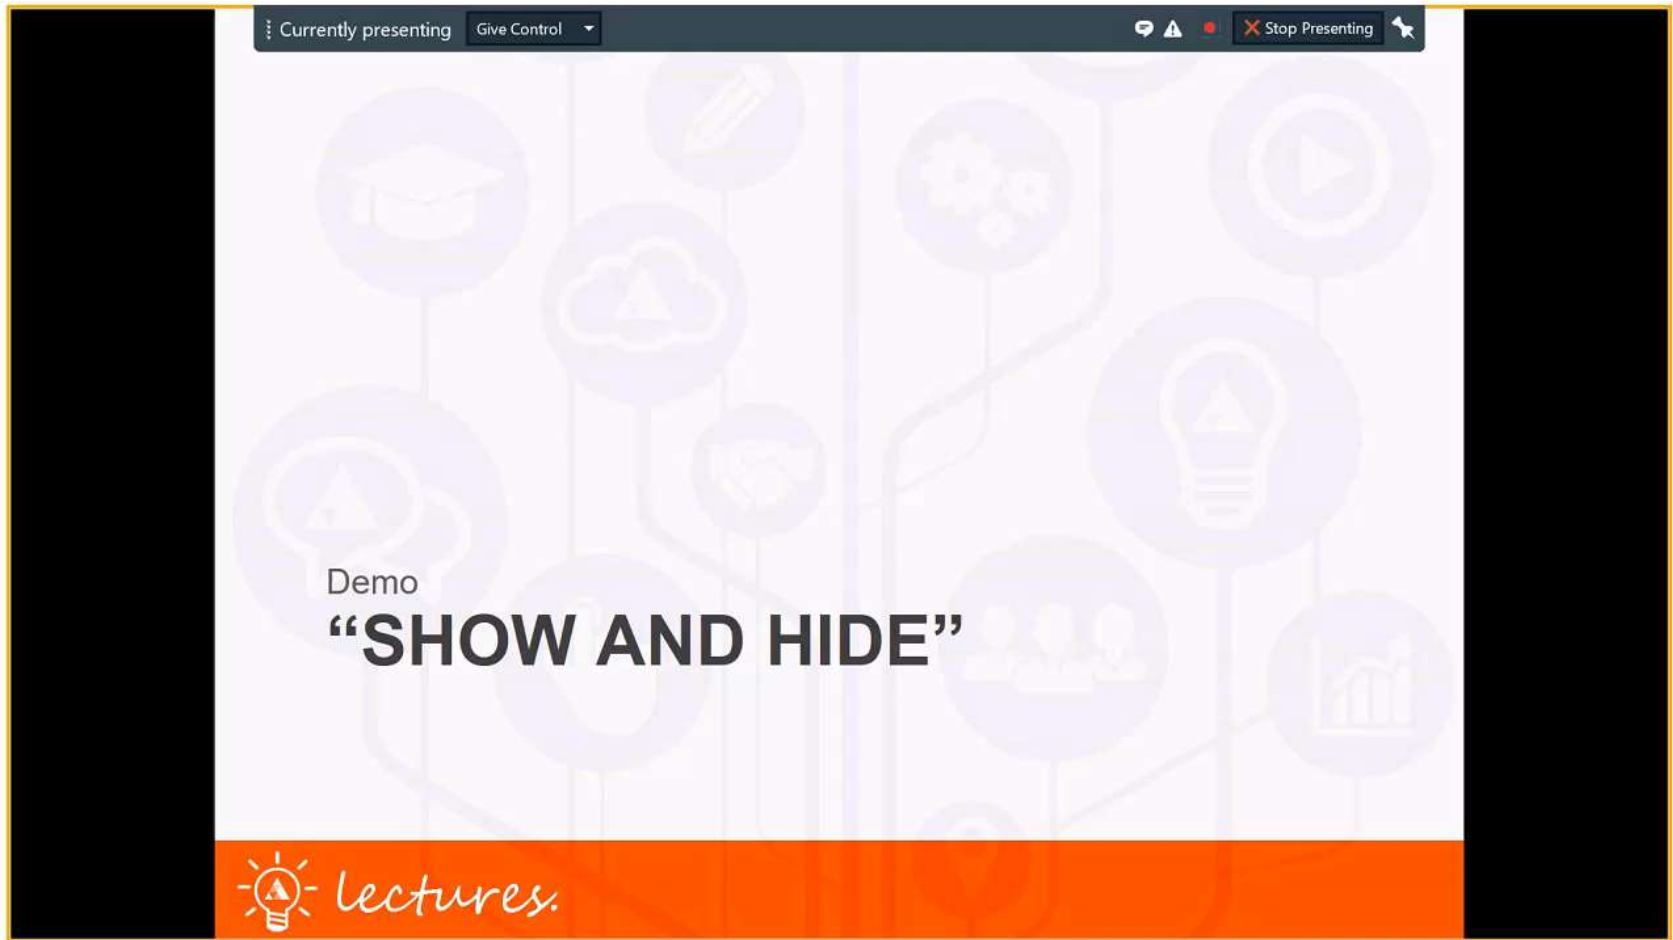 Currently presenting Give Control Stop Presenting
Demo
“SHOW AND HIDE”
lectures.